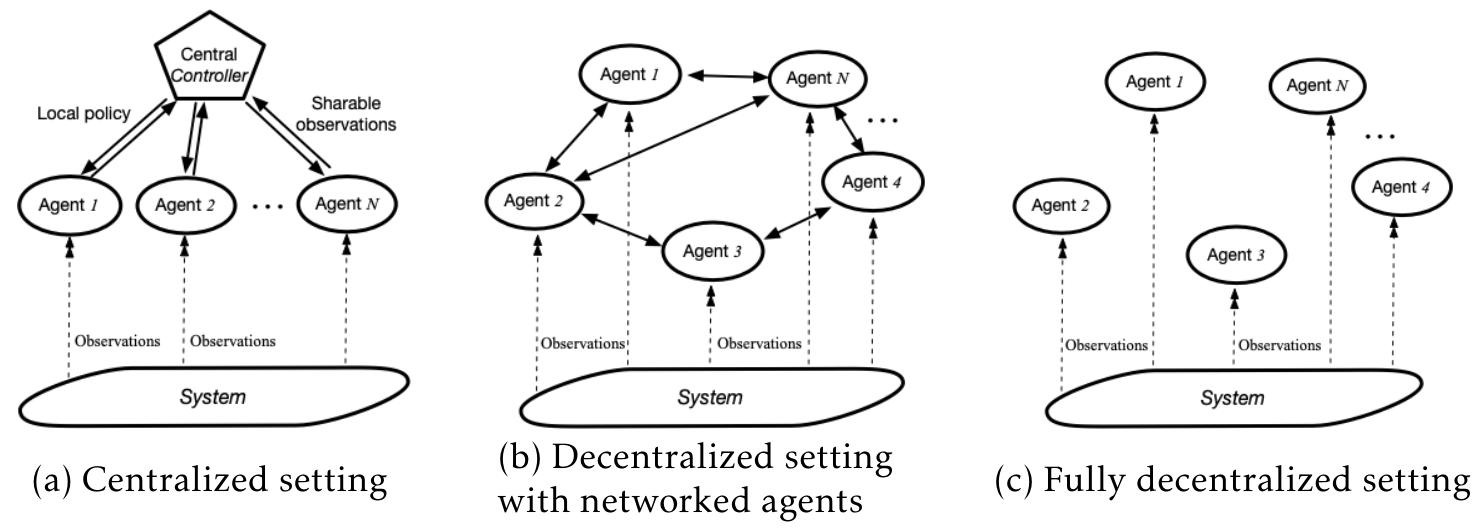 Central
Controller
Local policy
Sharable
observations
Agent 1
Agent 2
...
Agent N
Observations
Observations
System
(a) Centralized setting
Agent 1
Agent N
...
Agent 2
Agent 4
Agent 3
Observations
Observations
System
(b) Decentralized setting
with networked agents
Agent 1
Agent N
...
Agent 2
Agent 4
Agent 3
Observations
Observations
System
(c) Fully decentralized setting